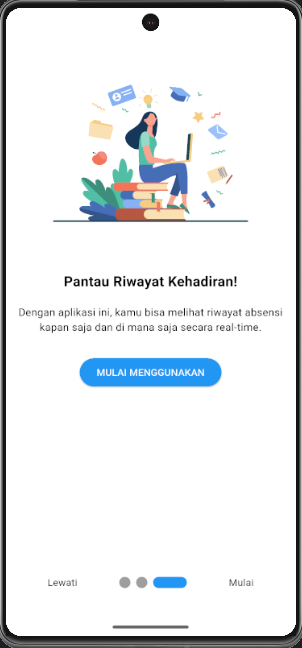 Pantau Riwayat Kehadiran!
Dengan aplikasi ini, kamu bisa melihat riwayat absensi
kapan saja dan di mana saja secara real-time.
MULAI MENGGUNAKAN
Lewati
Mulai